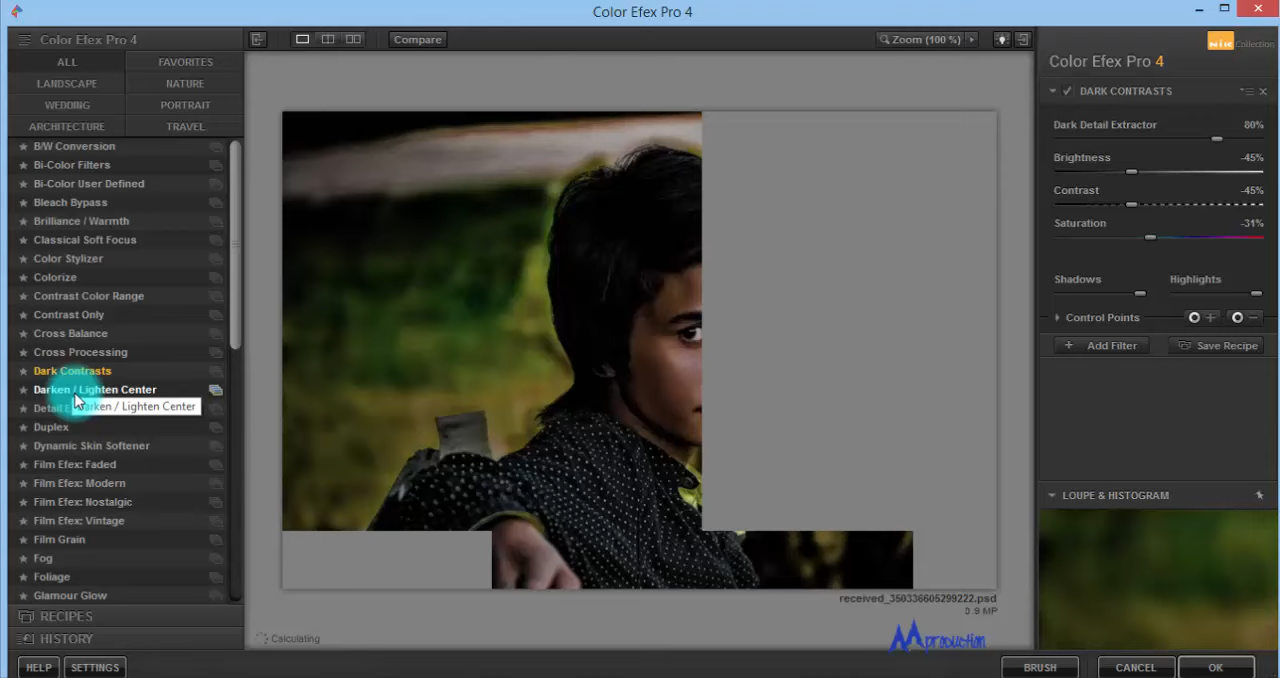 Color Efex Pro 4
Color Efex Pro 4
ALL
FAVORITES
LANDSCAPE
NATURE
WEDDING
PORTRAIT
ARCHITECTURE
TRAVEL
B/W Conversion
Bi-Color Filters
Bi-Color User Defined
Bleach Bypass
Brilliance / Warmth
Classical Soft Focus
Color Stylizer
Colorize
Contrast Color Range
Contrast Only
Cross Balance
Cross Processing
Dark Contrasts
Darken / Lighten Center
Darken / Lighten Center
Duplex
Dynamic Skin Softener
Film Efex: Faded
Film Efex: Modern
Film Efex: Nostalgic
Film Efex: Vintage
Film Grain
Fog
Foliage
Glamour Glow
RECIPES
HISTORY
HELP
SETTINGS
Compare
Zoom (100 %)
received_350336605299222.psd
0.9 MP
Calculating
AA production
nik Collection
Color Efex Pro 4
DARK CONTRASTS
Dark Detail Extractor 80%
Brightness -45%
Contrast -45%
Saturation -31%
Shadows Highlights
Control Points
Add Filter
Save Recipe
LOUPE & HISTOGRAM
BRUSH
CANCEL
OK